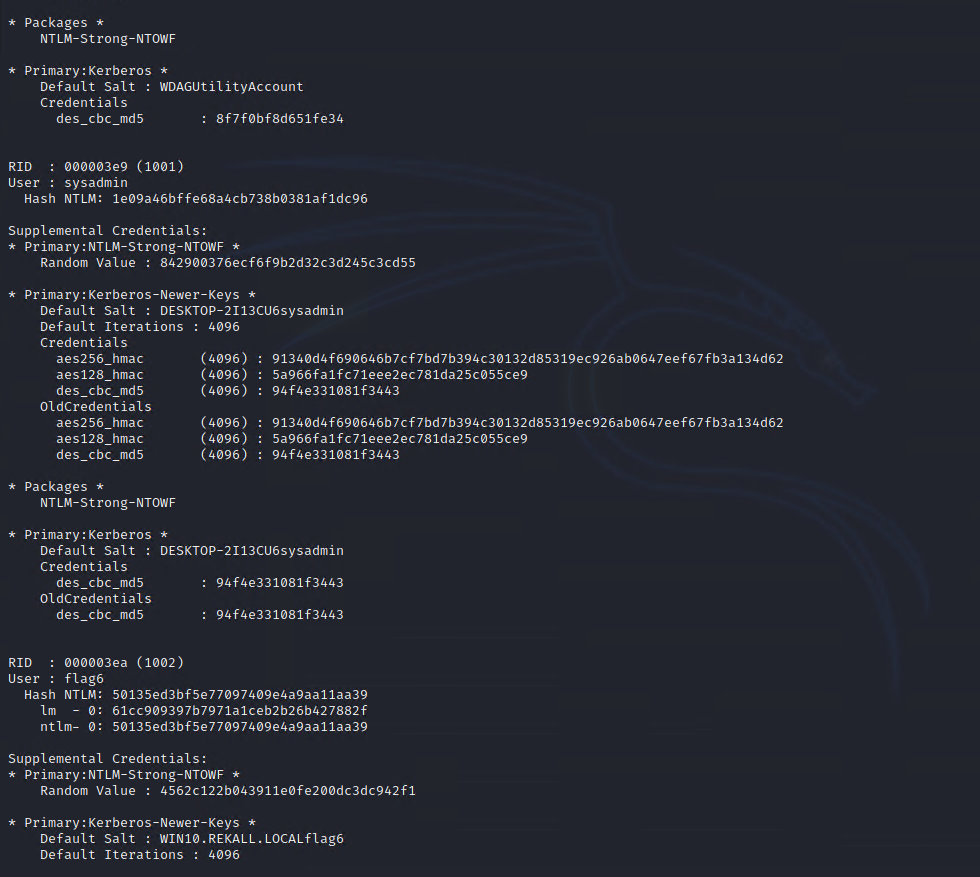 * Packages *
    NTLM-Strong-NTOWF

* Primary:Kerberos *
    Default Salt : WDAGUtilityAccount
    Credentials
      des_cbc_md5       : 8f7f0bf8d651fe34


RID  : 000003e9 (1001)
User : sysadmin
  Hash NTLM: 1e09a46bffe68a4cb738b0381af1dc96

Supplemental Credentials:
* Primary:NTLM-Strong-NTOWF *
    Random Value : 842900376ecf6f9b2d32c3d245c3cd55

* Primary:Kerberos-Newer-Keys *
    Default Salt : DESKTOP-2I13CU6sysadmin
    Default Iterations : 4096
    Credentials
      aes256_hmac       (4096) : 91340d4f690646b7cf7bd7b394c30132d85319ec926ab0647eef67fb3a134d62
      aes128_hmac       (4096) : 5a966fa1fc71eee2ec781da25c055ce9
      des_cbc_md5       (4096) : 94f4e331081f3443
    OldCredentials
      aes256_hmac       (4096) : 91340d4f690646b7cf7bd7b394c30132d85319ec926ab0647eef67fb3a134d62
      aes128_hmac       (4096) : 5a966fa1fc71eee2ec781da25c055ce9
      des_cbc_md5       (4096) : 94f4e331081f3443

* Packages *
    NTLM-Strong-NTOWF

* Primary:Kerberos *
    Default Salt : DESKTOP-2I13CU6sysadmin
    Credentials
      des_cbc_md5       : 94f4e331081f3443
    OldCredentials
      des_cbc_md5       : 94f4e331081f3443


RID  : 000003ea (1002)
User : flag6
  Hash NTLM: 50135ed3bf5e77097409e4a9aa11aa39
    lm  - 0: 61cc909397b7971a1ceb2b26b427882f
    ntlm- 0: 50135ed3bf5e77097409e4a9aa11aa39

Supplemental Credentials:
* Primary:NTLM-Strong-NTOWF *
    Random Value : 4562c122b043911e0fe200dc3dc942f1

* Primary:Kerberos-Newer-Keys *
    Default Salt : WIN10.REKALL.LOCALflag6
    Default Iterations : 4096